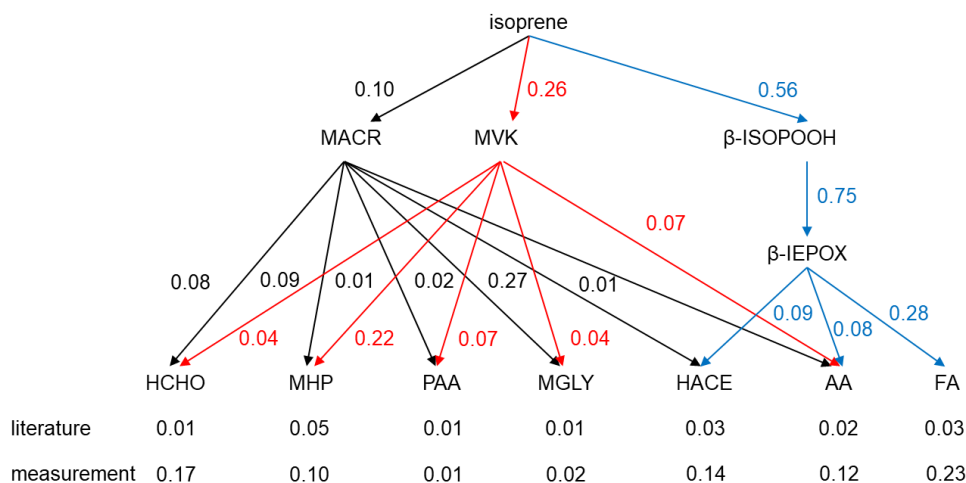 isoprene
0.10 0.26 0.56
MACR MVK β-ISOPOOH
0.75
0.07
β-IEPOX
0.08 0.09 0.01 0.02 0.27 0.01
0.09 0.08 0.28
0.04 0.22 0.07 0.04
HCHO MHP PAA MGLY HACE AA FA
literature 0.01 0.05 0.01 0.01 0.03 0.02 0.03
measurement 0.17 0.10 0.01 0.02 0.14 0.12 0.23